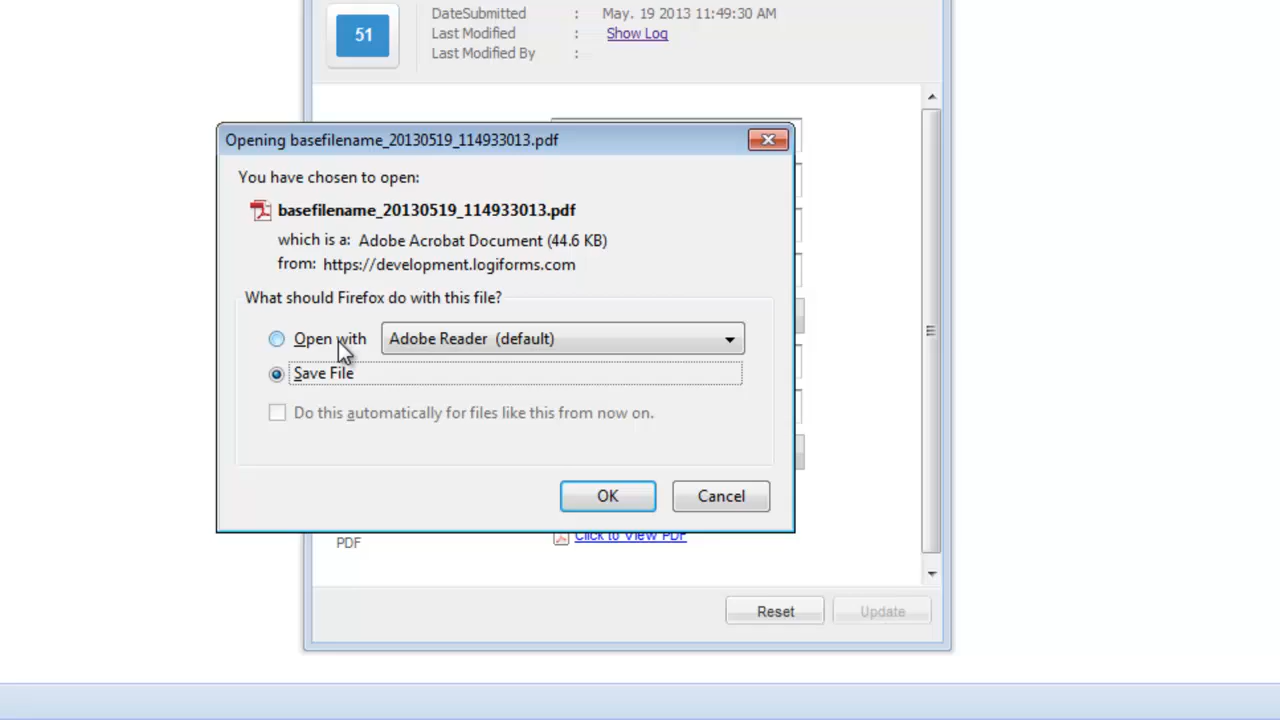 51
DateSubmitted : May. 19 2013 11:49:30 AM
Last Modified : Show Log
Last Modified By :
Opening basefilename_20130519_114933013.pdf
You have chosen to open:
basefilename_20130519_114933013.pdf
which is a: Adobe Acrobat Document (44.6 KB)
from: https://development.logiforms.com
What should Firefox do with this file?
Open with Adobe Reader (default)
Save File
Do this automatically for files like this from now on.
OK Cancel
PDF Click to View PDF
Reset Update